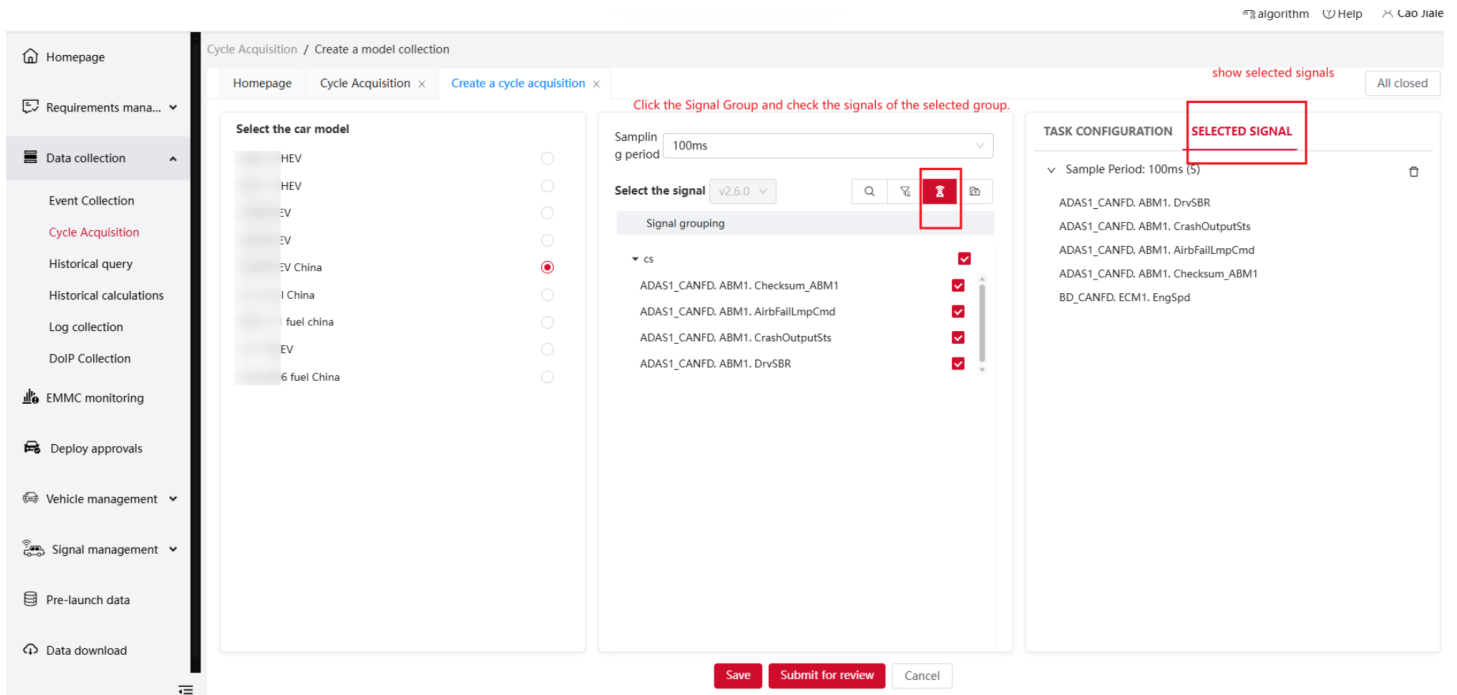 algorithm Help Cao Jiale
Homepage
Requirements mana...
Data collection
Event Collection
Cycle Acquisition
Historical query
Historical calculations
Log collection
DoIP Collection
EMMC monitoring
Deploy approvals
Vehicle management
Signal management
Pre-launch data
Data download
Cycle Acquisition / Create a model collection
Homepage Cycle Acquisition × Create a cycle acquisition ×
show selected signals
All closed
Click the Signal Group and check the signals of the selected group.
Select the car model
HEV
HEV
EV
EV
EV China
l China
fuel china
EV
6 fuel China
Samplin
g period
100ms
Select the signal v2.6.0
Signal grouping
cs
ADAS1_CANFD. ABM1. Checksum_ABM1
ADAS1_CANFD. ABM1. AirbFailLmpCmd
ADAS1_CANFD. ABM1. CrashOutputSts
ADAS1_CANFD. ABM1. DrvSBR
TASK CONFIGURATION SELECTED SIGNAL
Sample Period: 100ms (5)
ADAS1_CANFD. ABM1. DrvSBR
ADAS1_CANFD. ABM1. CrashOutputSts
ADAS1_CANFD. ABM1. AirbFailLmpCmd
ADAS1_CANFD. ABM1. Checksum_ABM1
BD_CANFD. ECM1. EngSpd
Save Submit for review Cancel